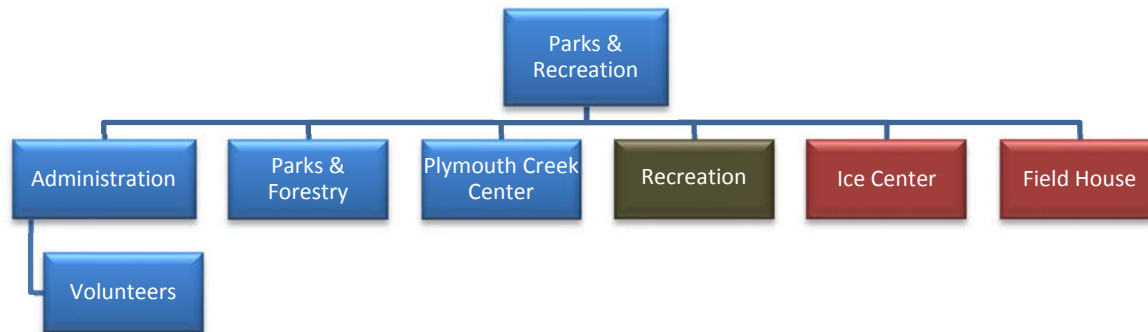 Parks &
Recreation
Administration
Parks &
Forestry
Plymouth Creek
Center
Recreation
Ice Center
Field House
Volunteers